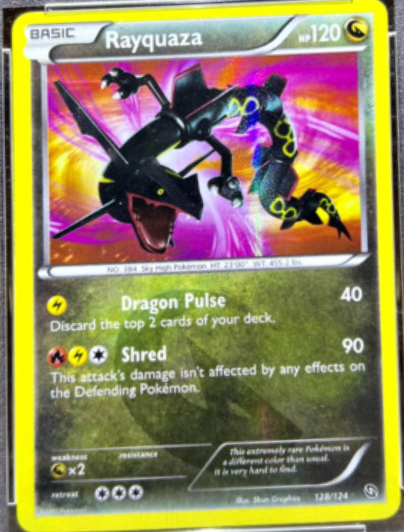 BASIC
Rayquaza HP120
NO. 384 Sky High Pokémon HT: 23'00" WT: 455.2 lbs.
Dragon Pulse 40
Discard the top 2 cards of your deck.
Shred 90
This attack's damage isn't affected by any effects on
the Defending Pokémon.
weakness resistance
×2
retreat
This extremely rare Pokémon is
a different color than usual.
It is very hard to find.
Illus. Shin Graphics 128/124